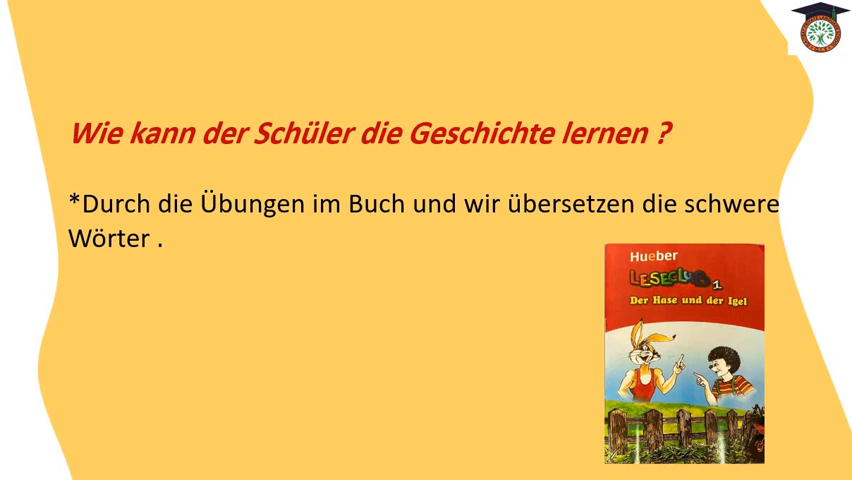 Wie kann der Schüler die Geschichte lernen ?
*Durch die Übungen im Buch und wir übersetzen die schwere
Wörter .
Hueber
LESECLUB 1
Der Hase und der Igel